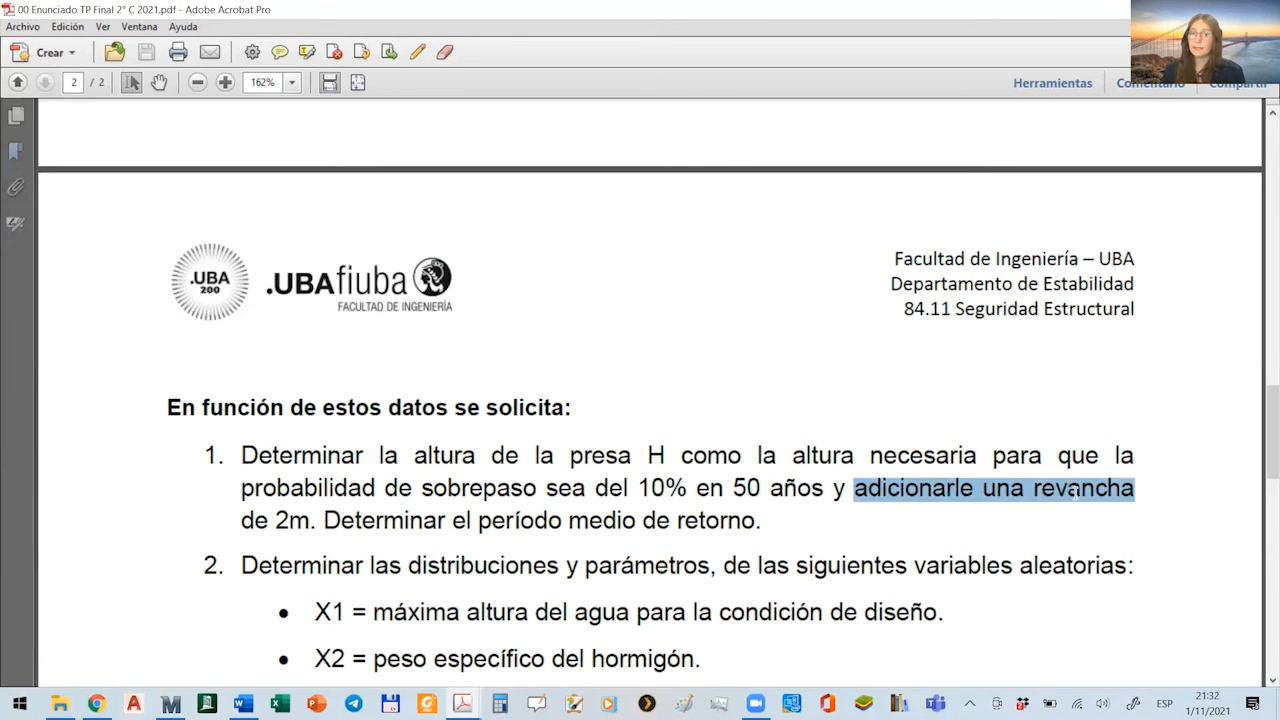 00 Enunciado TP Final 2° C 2021.pdf - Adobe Acrobat Pro
Archivo Edición Ver Ventana Ayuda
Crear
2 / 2 162% Herramientas Comentario Compartir
.UBA
200
.UBAfiuba
FACULTAD DE INGENIERÍA
Facultad de Ingeniería – UBA
Departamento de Estabilidad
84.11 Seguridad Estructural
En función de estos datos se solicita:
1. Determinar la altura de la presa H como la altura necesaria para que la
probabilidad de sobrepaso sea del 10% en 50 años y adicionarle una revancha
de 2m. Determinar el período medio de retorno.
2. Determinar las distribuciones y parámetros, de las siguientes variables aleatorias:
• X1 = máxima altura del agua para la condición de diseño.
• X2 = peso específico del hormigón.
ESP
21:32
1/11/2021